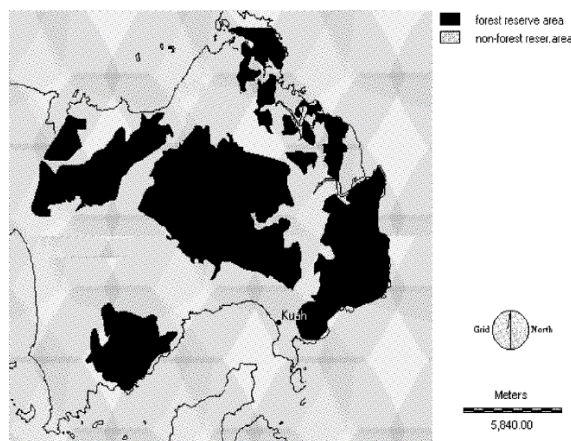 forest reserve area
non-forest reser.area
Kuah
Grid North
Meters
5,840.00